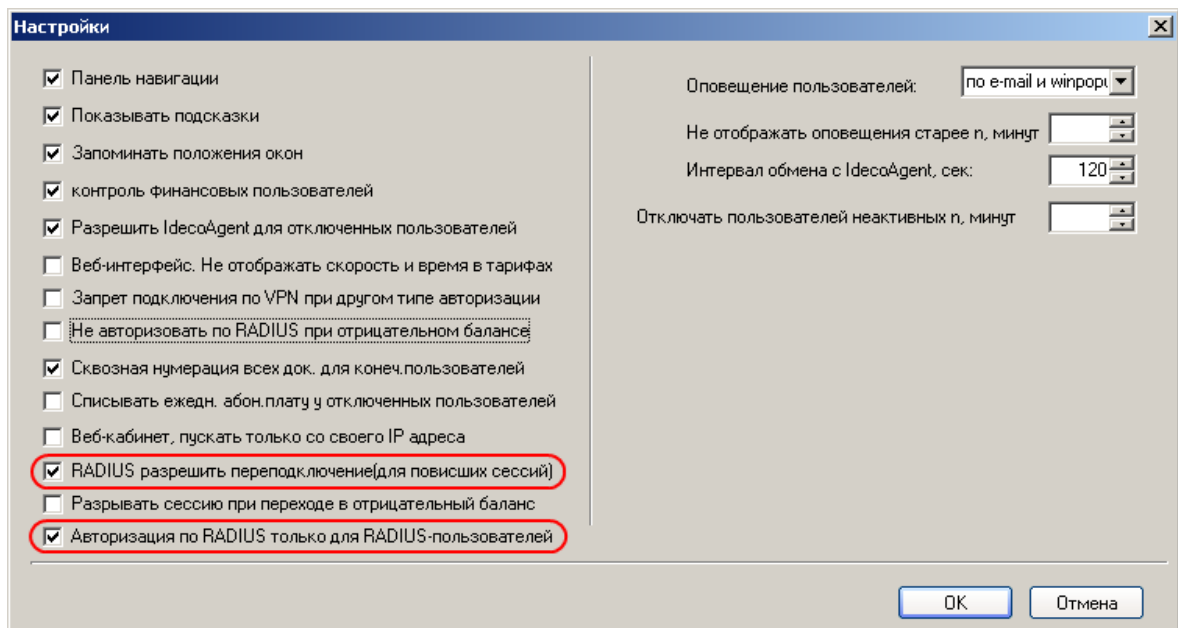 Настройки
Панель навигации
Показывать подсказки
Запоминать положения окон
контроль финансовых пользователей
Разрешить IdecoAgent для отключенных пользователей
Веб-интерфейс. Не отображать скорость и время в тарифах
Запрет подключения по VPN при другом типе авторизации
Не авторизовать по RADIUS при отрицательном балансе
Сквозная нумерация всех док. для конеч.пользователей
Списывать ежедн. абон.плату у отключенных пользователей
Веб-кабинет, пускать только со своего IP адреса
RADIUS разрешить переподключение(для повисших сессий)
Разрывать сессию при переходе в отрицательный баланс
Авторизация по RADIUS только для RADIUS-пользователей
Оповещение пользователей: по e-mail и winpopu
Не отображать оповещения старее n, минут
Интервал обмена с IdecoAgent, сек: 120
Отключать пользователей неактивных n, минут
OK Отмена